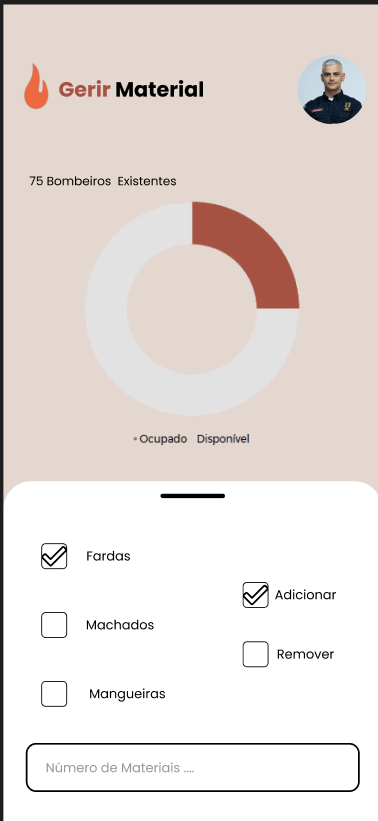 Gerir Material
75 Bombeiros Existentes
Ocupado Disponível
Fardas
Adicionar
Machados
Remover
Mangueiras
Número de Materiais ....